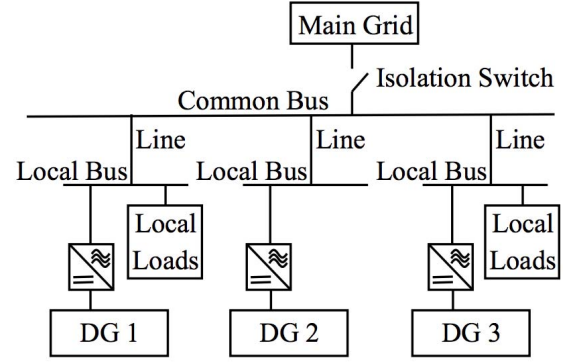 Main Grid
Isolation Switch
Common Bus
Line
Line
Line
Local Bus
Local Bus
Local Bus
Local
Loads
Local
Loads
DG 1
DG 2
DG 3